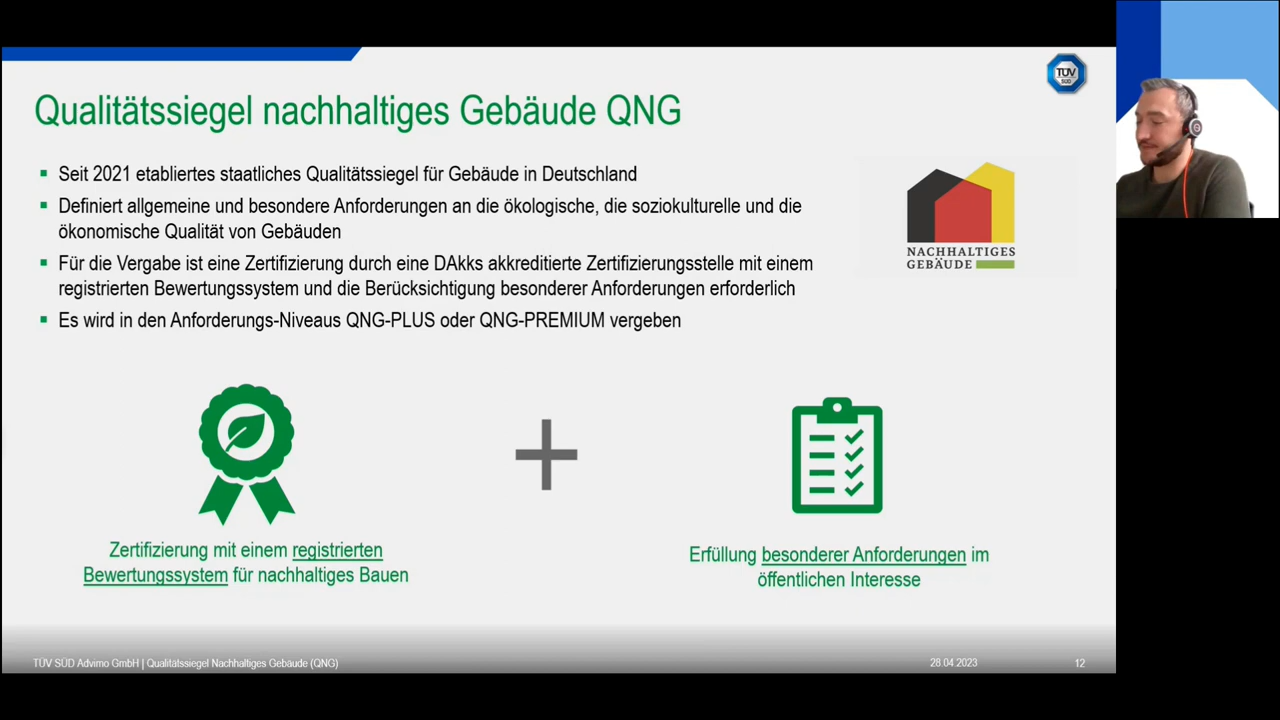 TÜV
SÜD
Qualitätssiegel nachhaltiges Gebäude QNG
Seit 2021 etabliertes staatliches Qualitätssiegel für Gebäude in Deutschland
Definiert allgemeine und besondere Anforderungen an die ökologische, die soziokulturelle und die
ökonomische Qualität von Gebäuden
Für die Vergabe ist eine Zertifizierung durch eine DAkks akkreditierte Zertifizierungsstelle mit einem
registrierten Bewertungssystem und die Berücksichtigung besonderer Anforderungen erforderlich
Es wird in den Anforderungs-Niveaus QNG-PLUS oder QNG-PREMIUM vergeben
NACHHALTIGES
GEBÄUDE
Zertifizierung mit einem registrierten
Bewertungssystem für nachhaltiges Bauen
+
Erfüllung besonderer Anforderungen im
öffentlichen Interesse
TÜV SÜD Advimo GmbH | Qualitätssiegel Nachhaltiges Gebäude (QNG)
28.04.2023
12